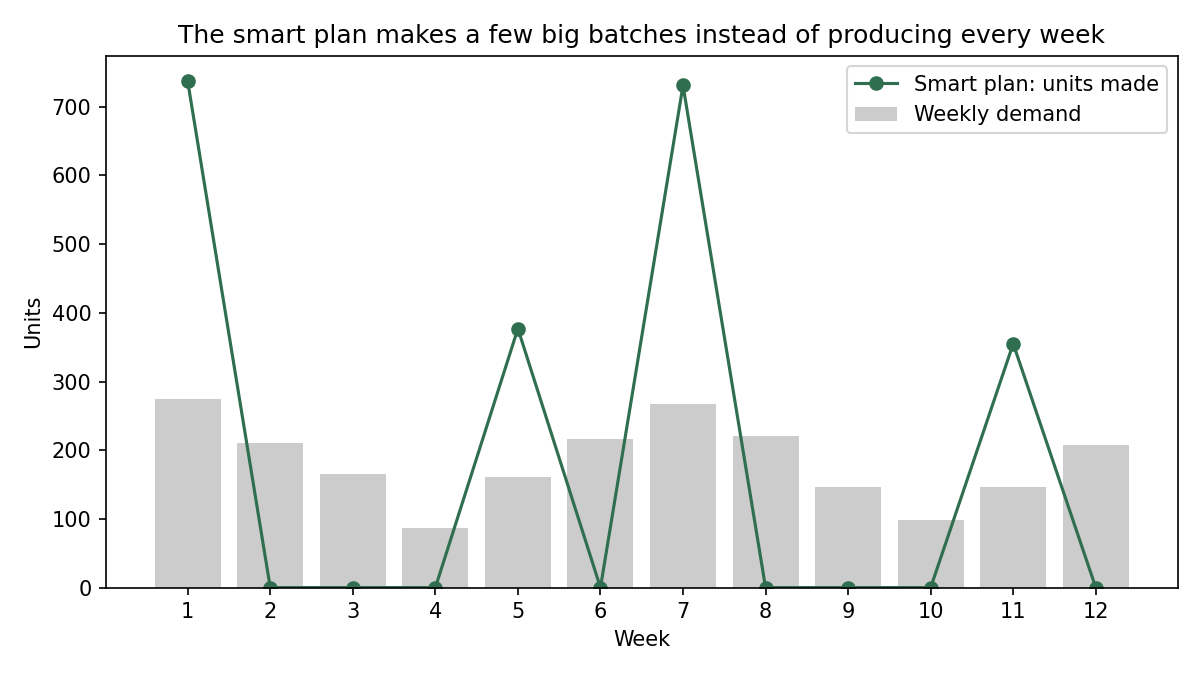 The smart plan makes a few big batches instead of producing every week
Smart plan: units made
Weekly demand
700
600
500
400
300
200
100
0
Units
1 2 3 4 5 6 7 8 9 10 11 12
Week